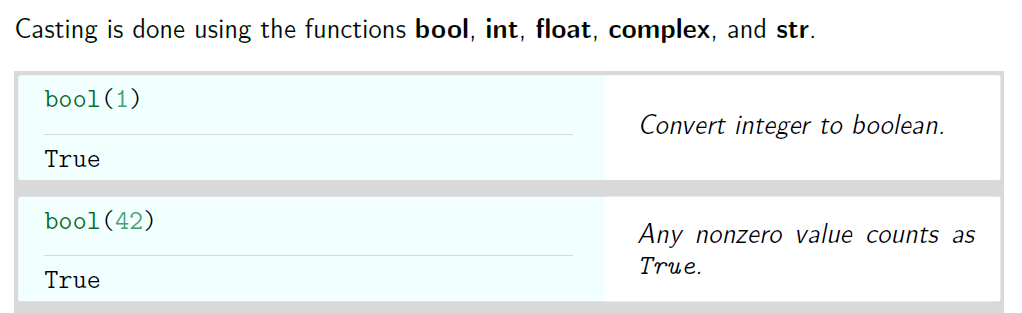 Casting is done using the functions bool, int, float, complex, and str.
bool(1)
True
Convert integer to boolean.
bool(42)
True
Any nonzero value counts as
True.